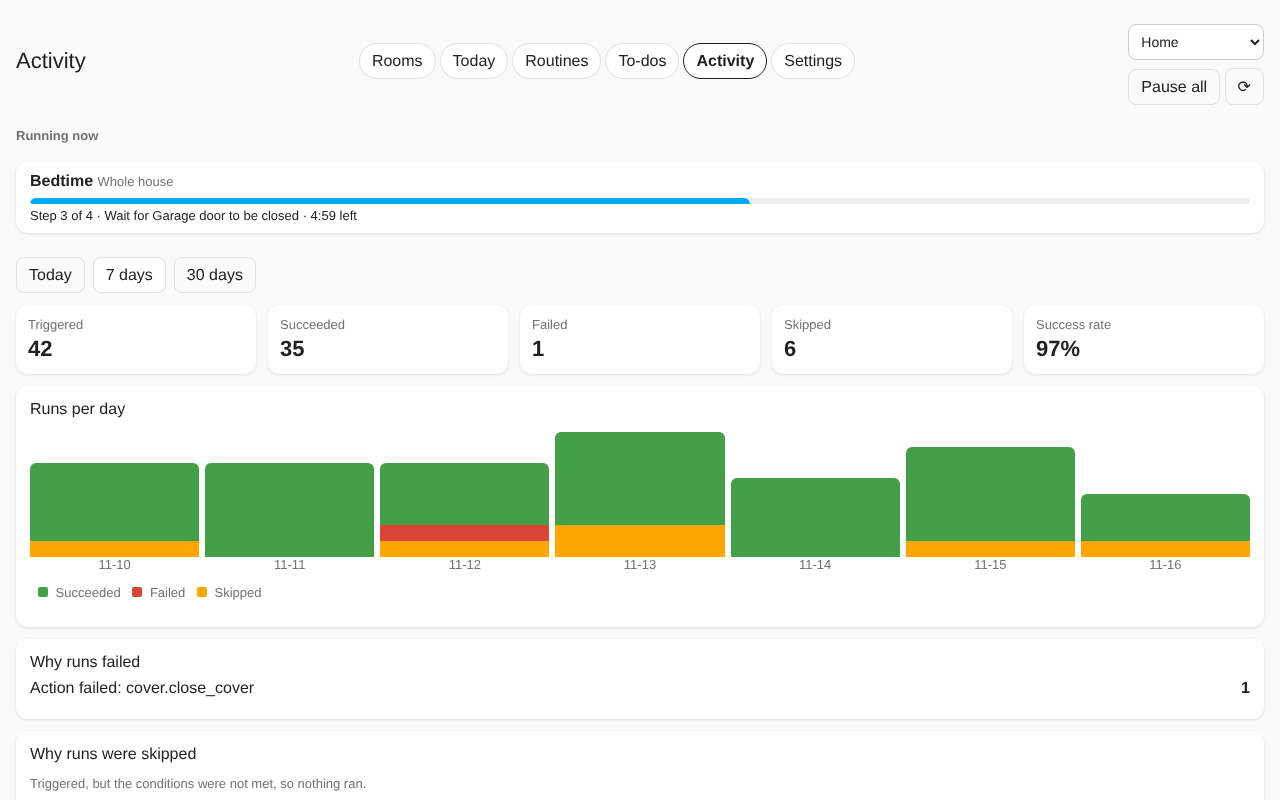 Activity
Rooms
Today
Routines
To-dos
Activity
Settings
Home
Pause all
⟳
Running now
Bedtime Whole house
Step 3 of 4 · Wait for Garage door to be closed · 4:59 left
Today
7 days
30 days
Triggered
42
Succeeded
35
Failed
1
Skipped
6
Success rate
97%
Runs per day
11-10
11-11
11-12
11-13
11-14
11-15
11-16
Succeeded
Failed
Skipped
Why runs failed
Action failed: cover.close_cover
1
Why runs were skipped
Triggered, but the conditions were not met, so nothing ran.